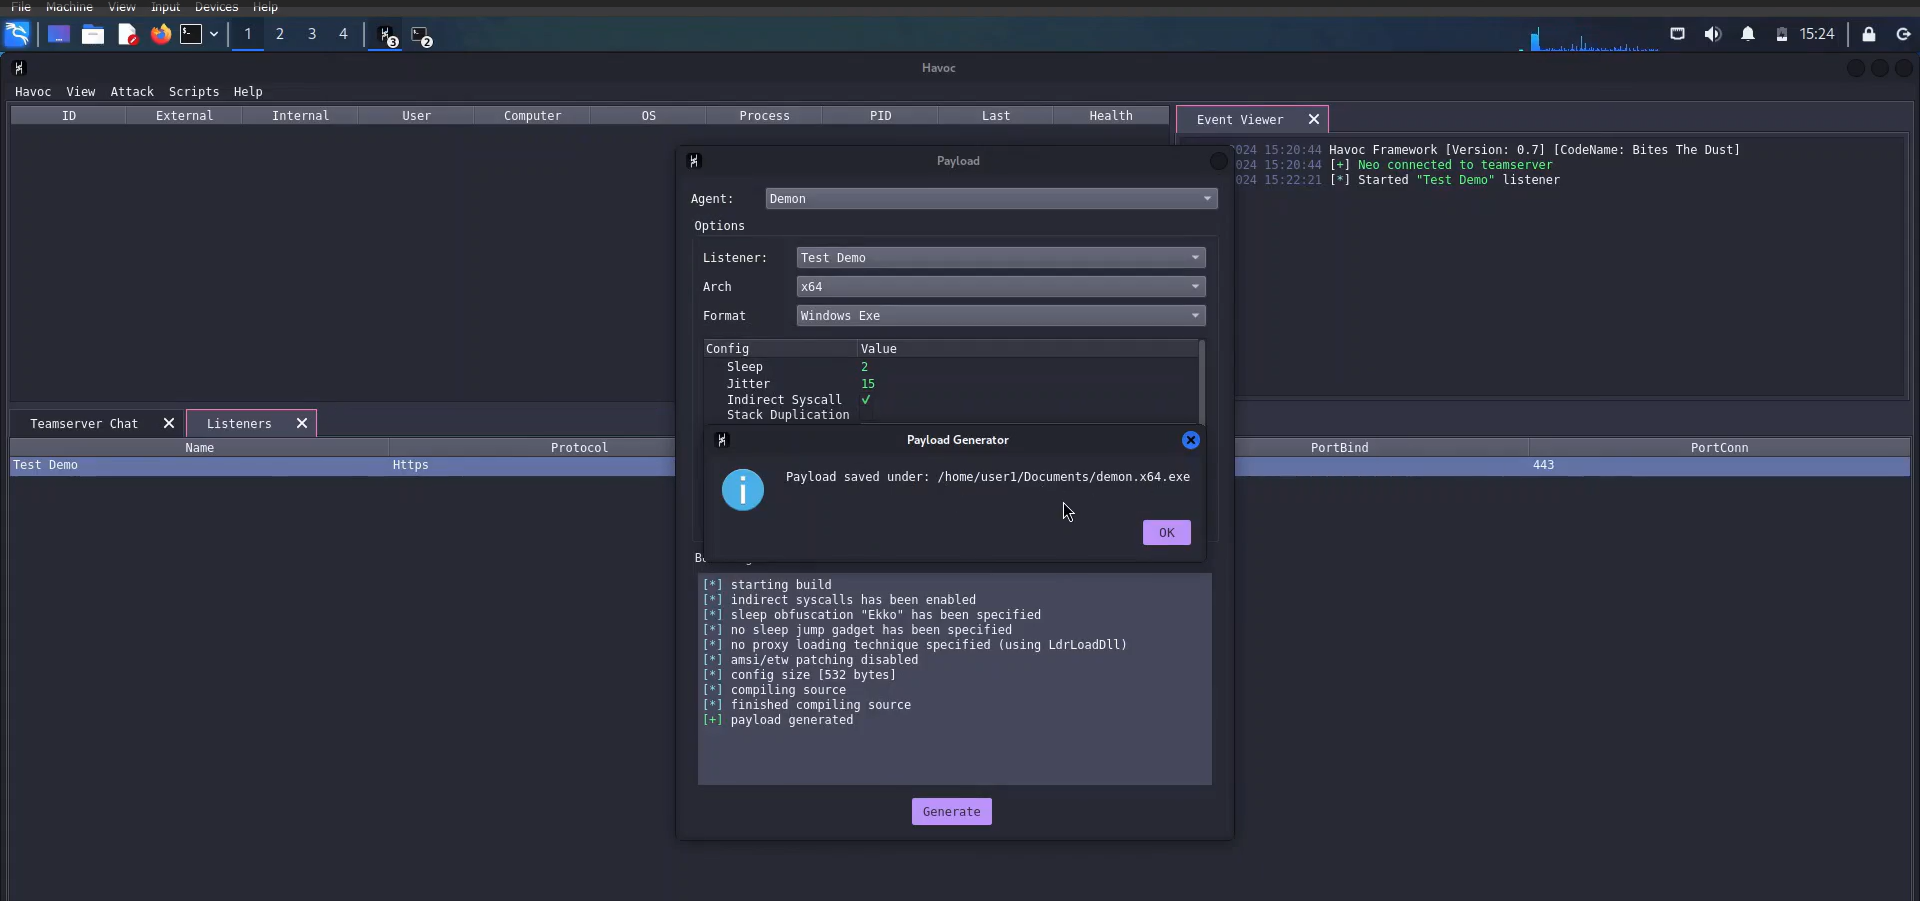 File Machine View Input Devices Help
1 2 3 4 3 2 15:24
Havoc
Havoc View Attack Scripts Help
ID External Internal User Computer OS Process PID Last Health
Event Viewer
024 15:20:44 Havoc Framework [Version: 0.7] [CodeName: Bites The Dust]
024 15:20:44 [+] Neo connected to teamserver
024 15:22:21 [*] Started "Test Demo" listener
Payload
Agent: Demon
Options
Listener: Test Demo
Arch x64
Format Windows Exe
Config Value
Sleep 2
Jitter 15
Indirect Syscall ✓
Stack Duplication
Teamserver Chat Listeners
Name Protocol PortBind PortConn
Test Demo Https 443
Payload Generator
Payload saved under: /home/user1/Documents/demon.x64.exe
OK
[*] starting build
[*] indirect syscalls has been enabled
[*] sleep obfuscation "Ekko" has been specified
[*] no sleep jump gadget has been specified
[*] no proxy loading technique specified (using LdrLoadDll)
[*] amsi/etw patching disabled
[*] config size [532 bytes]
[*] compiling source
[*] finished compiling source
[+] payload generated
Generate